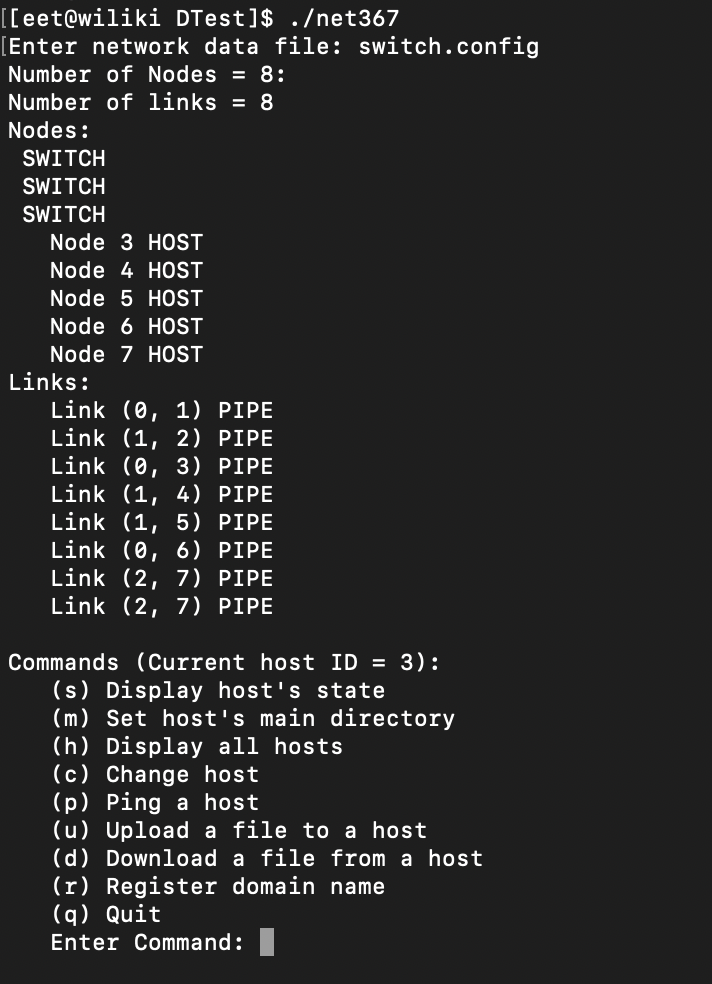 [[eet@wiliki DTest]$ ./net367
[Enter network data file: switch.config
Number of Nodes = 8:
Number of links = 8
Nodes:
 SWITCH
 SWITCH
 SWITCH
   Node 3 HOST
   Node 4 HOST
   Node 5 HOST
   Node 6 HOST
   Node 7 HOST
Links:
   Link (0, 1) PIPE
   Link (1, 2) PIPE
   Link (0, 3) PIPE
   Link (1, 4) PIPE
   Link (1, 5) PIPE
   Link (0, 6) PIPE
   Link (2, 7) PIPE
   Link (2, 7) PIPE

Commands (Current host ID = 3):
   (s) Display host's state
   (m) Set host's main directory
   (h) Display all hosts
   (c) Change host
   (p) Ping a host
   (u) Upload a file to a host
   (d) Download a file from a host
   (r) Register domain name
   (q) Quit
   Enter Command: